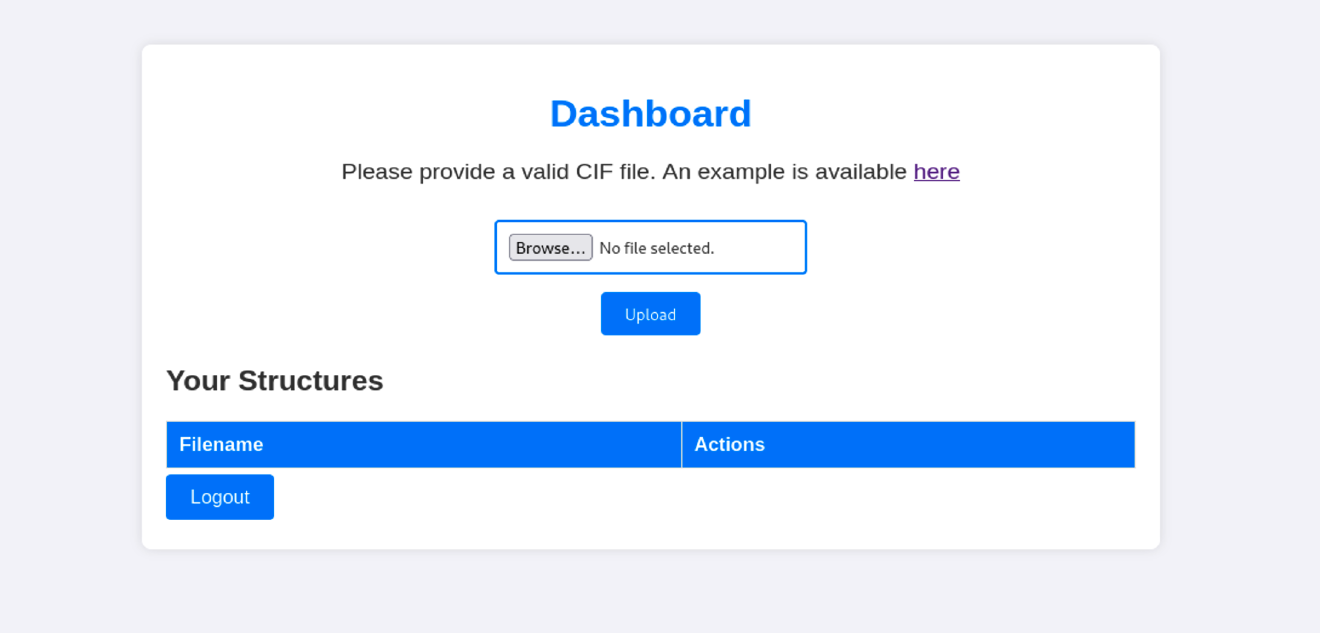 Dashboard
Please provide a valid CIF file. An example is available here
Browse... No file selected.
Upload
Your Structures
Filename Actions
Logout